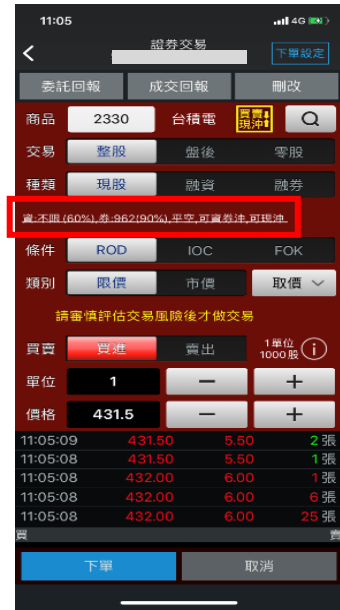 11:05 4G
證券交易
下單設定
委託回報 成交回報 刪改
商品 2330 台積電 買賣現沖
交易 整股 盤後 零股
種類 現股 融資 融券
資:不限(60%),券:962(90%),平空,可資券沖,可現沖
條件 ROD IOC FOK
類別 限價 市價 取價
請審慎評估交易風險後才做交易
買賣 買進 賣出 1單位 1000股
單位 1 — +
價格 431.5 — +
11:05:09 431.50 5.50 2張
11:05:08 431.50 5.50 1張
11:05:08 432.00 6.00 1張
11:05:08 432.00 6.00 6張
11:05:08 432.00 6.00 25張
買 賣
下單 取消